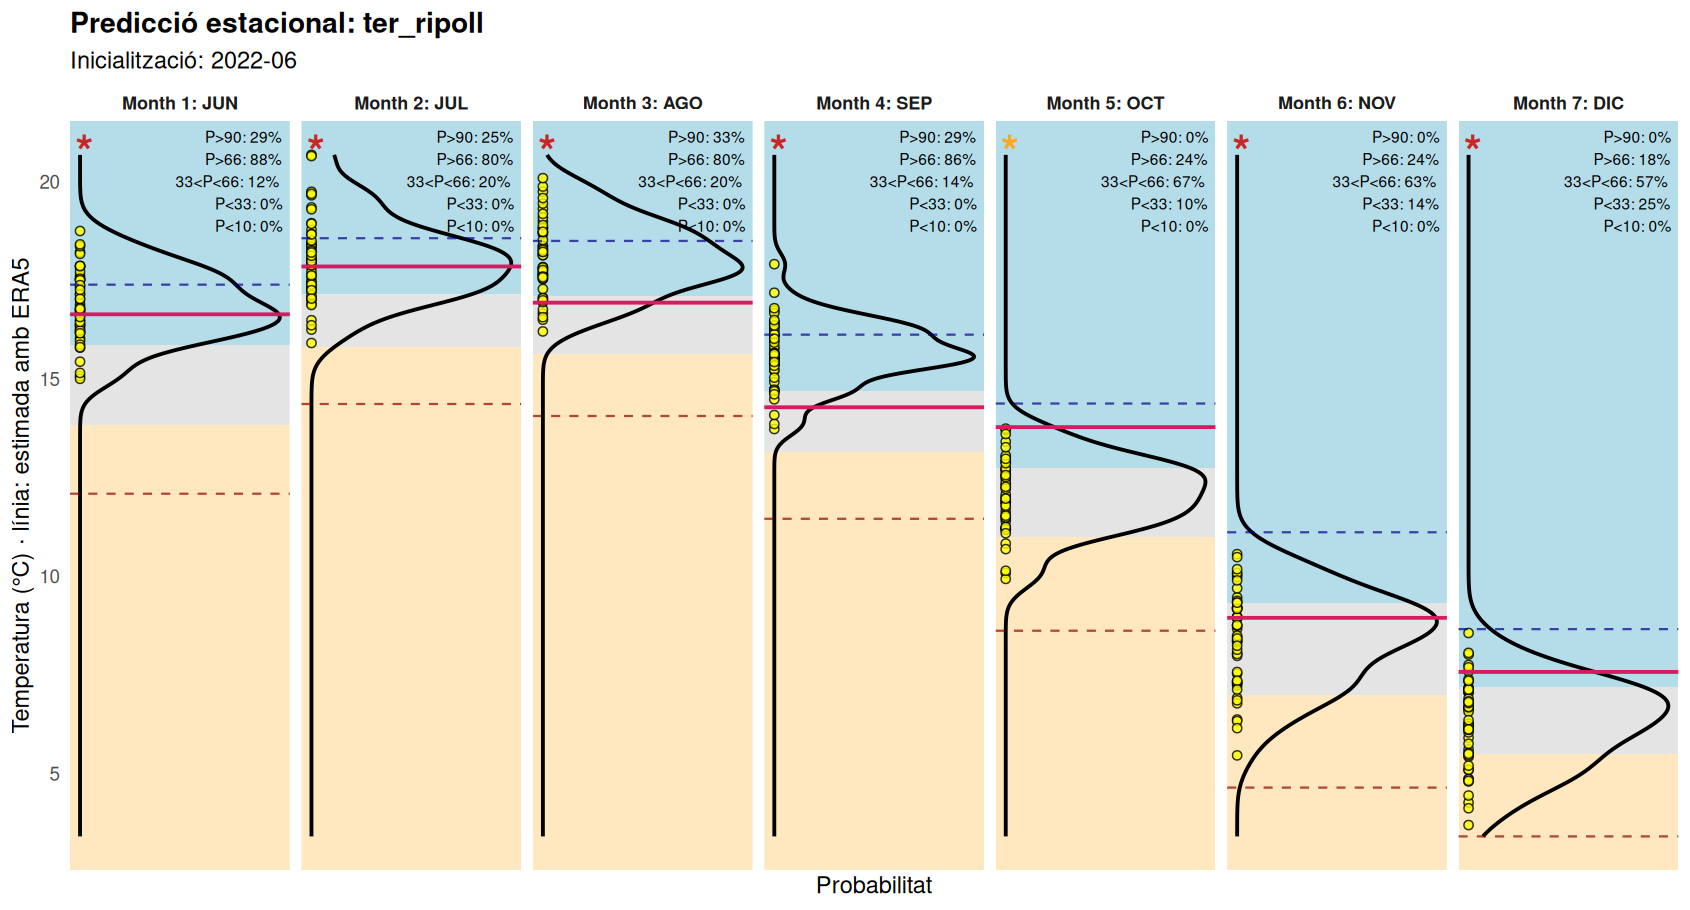 Predicció estacional: ter_ripoll
Inicialització: 2022-06
Month 1: JUN
Month 2: JUL
Month 3: AGO
Month 4: SEP
Month 5: OCT
Month 6: NOV
Month 7: DIC
Temperatura (°C) · línia: estimada amb ERA5
20
15
10
5
*
P>90: 29%
P>66: 88%
33<P<66: 12%
P<33: 0%
P<10: 0%
*
P>90: 25%
P>66: 80%
33<P<66: 20%
P<33: 0%
P<10: 0%
*
P>90: 33%
P>66: 80%
33<P<66: 20%
P<33: 0%
P<10: 0%
*
P>90: 29%
P>66: 86%
33<P<66: 14%
P<33: 0%
P<10: 0%
*
P>90: 0%
P>66: 24%
33<P<66: 67%
P<33: 10%
P<10: 0%
*
P>90: 0%
P>66: 24%
33<P<66: 63%
P<33: 14%
P<10: 0%
*
P>90: 0%
P>66: 18%
33<P<66: 57%
P<33: 25%
P<10: 0%
Probabilitat